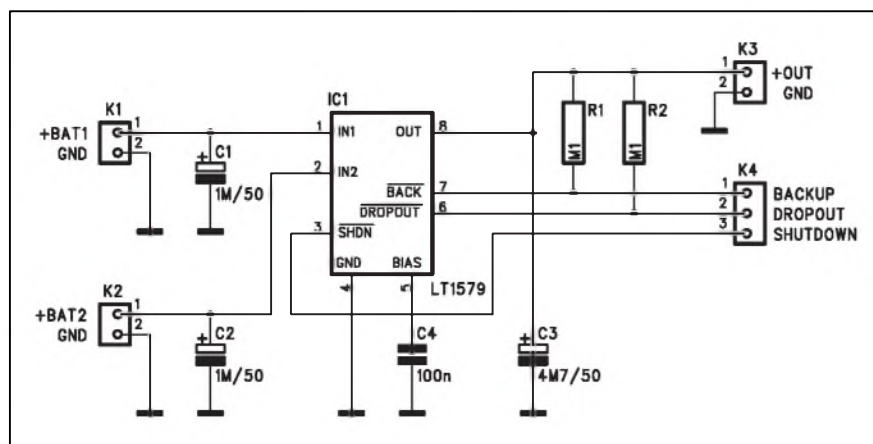 K1
+BAT1
GND
1
2
+
C1
1M/50
K2
+BAT2
GND
1
2
+
C2
1M/50
IC1
1
IN1
2
IN2
3
SHDN
GND
4
BIAS
5
OUT
8
BACK
7
DROPOUT
6
LT1579
C4
100n
+
C3
4M7/50
R1
M1
R2
M1
K3
1
+OUT
2
GND
K4
1
BACKUP
2
DROPOUT
3
SHUTDOWN